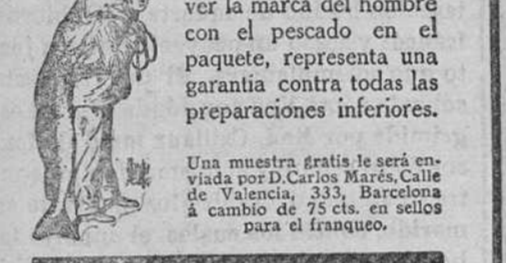 ver la marca del hombre
con el pescado en el
paquete, representa una
garantía contra todas las
preparaciones inferiores.
Una muestra gratis le será en-
viada por D. Carlos Marés, Calle
de Valencia, 333, Barcelona
á cambio de 75 cts. en sellos
para el franqueo.